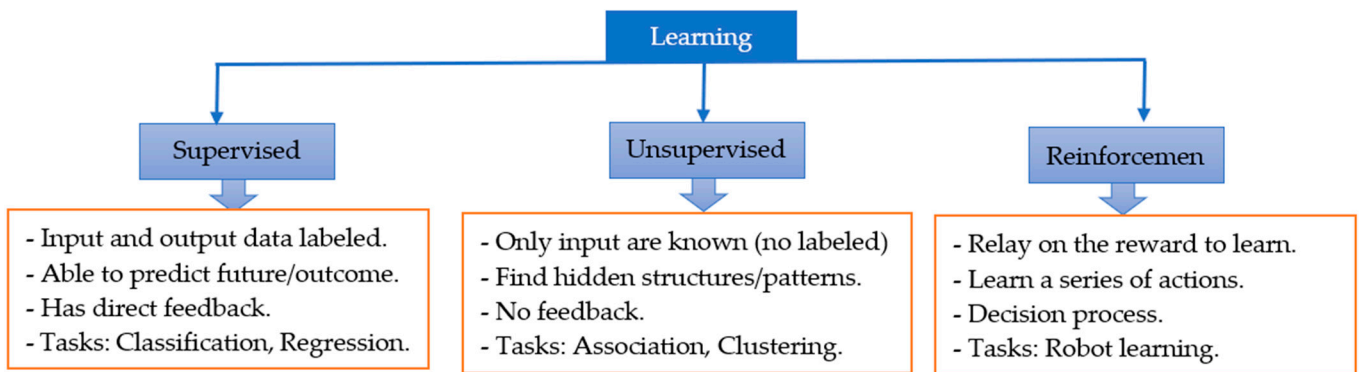 Learning
Supervised
Unsupervised
Reinforcemen
- Input and output data labeled.
- Able to predict future/outcome.
- Has direct feedback.
- Tasks: Classification, Regression.
- Only input are known (no labeled)
- Find hidden structures/patterns.
- No feedback.
- Tasks: Association, Clustering.
- Relay on the reward to learn.
- Learn a series of actions.
- Decision process.
- Tasks: Robot learning.